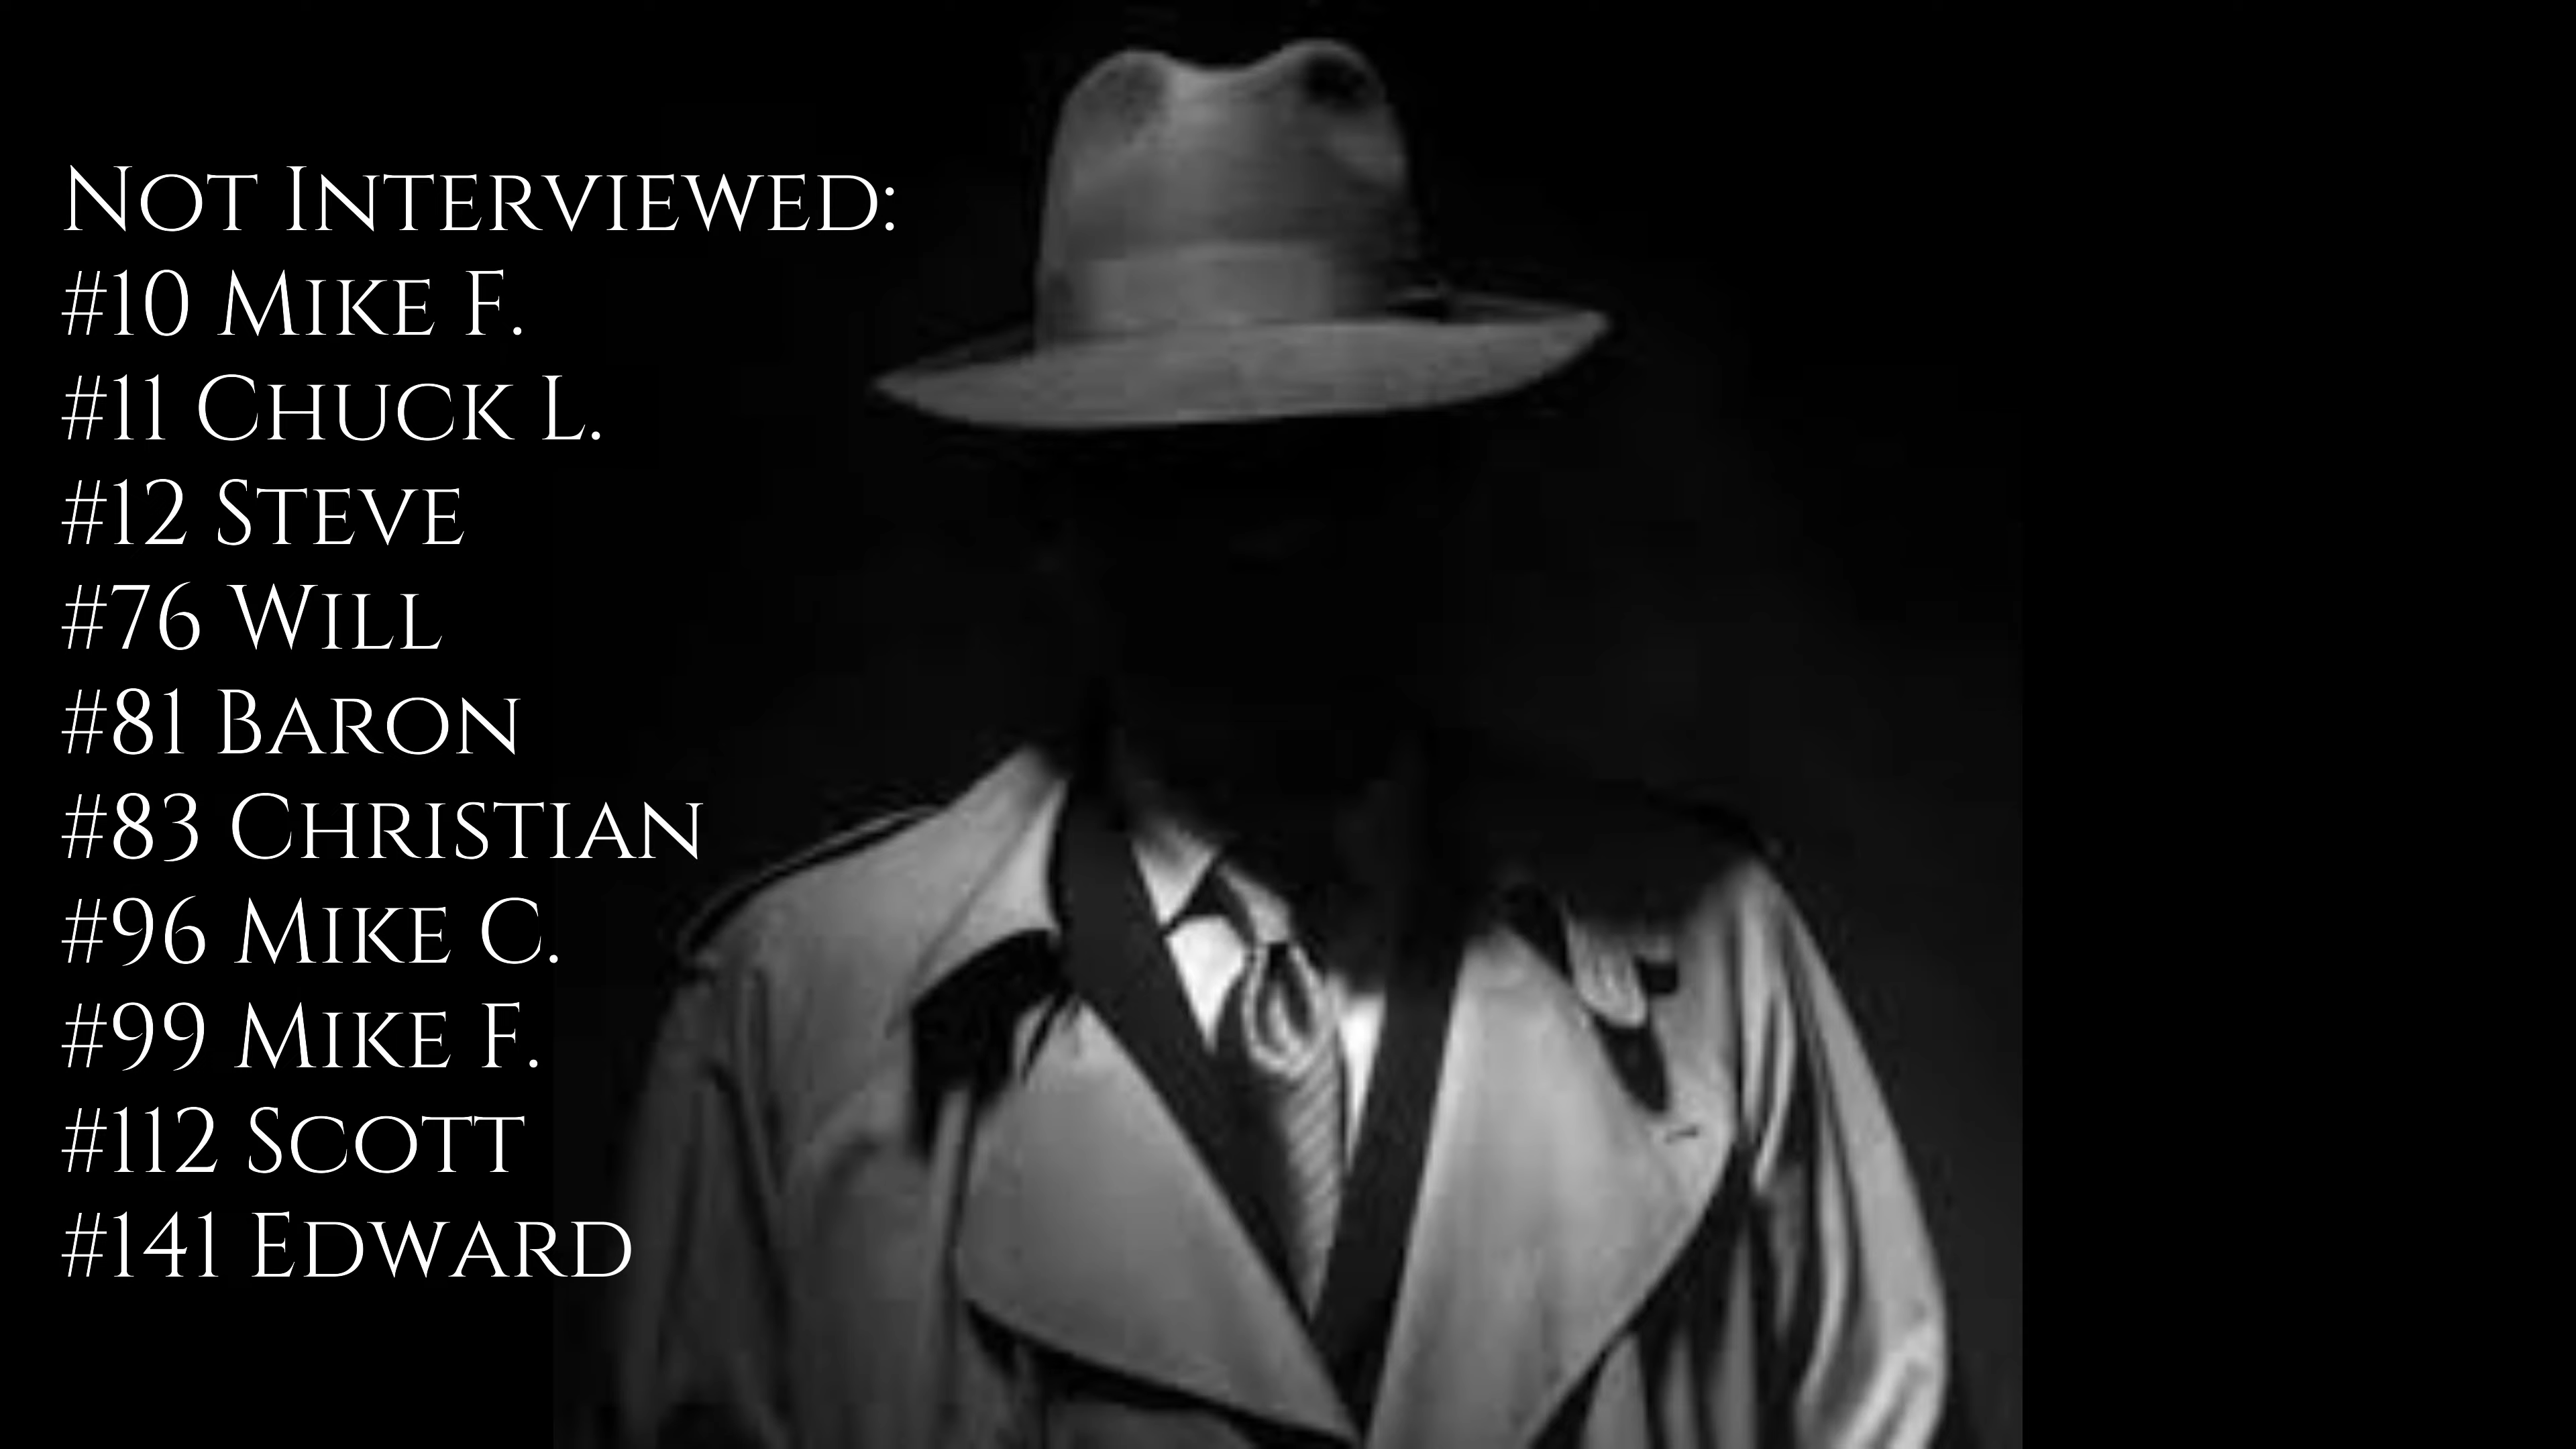 Not Interviewed:
#10 Mike F.
#11 Chuck L.
#12 Steve
#76 Will
#81 Baron
#83 Christian
#96 Mike C.
#99 Mike F.
#112 Scott
#141 Edward